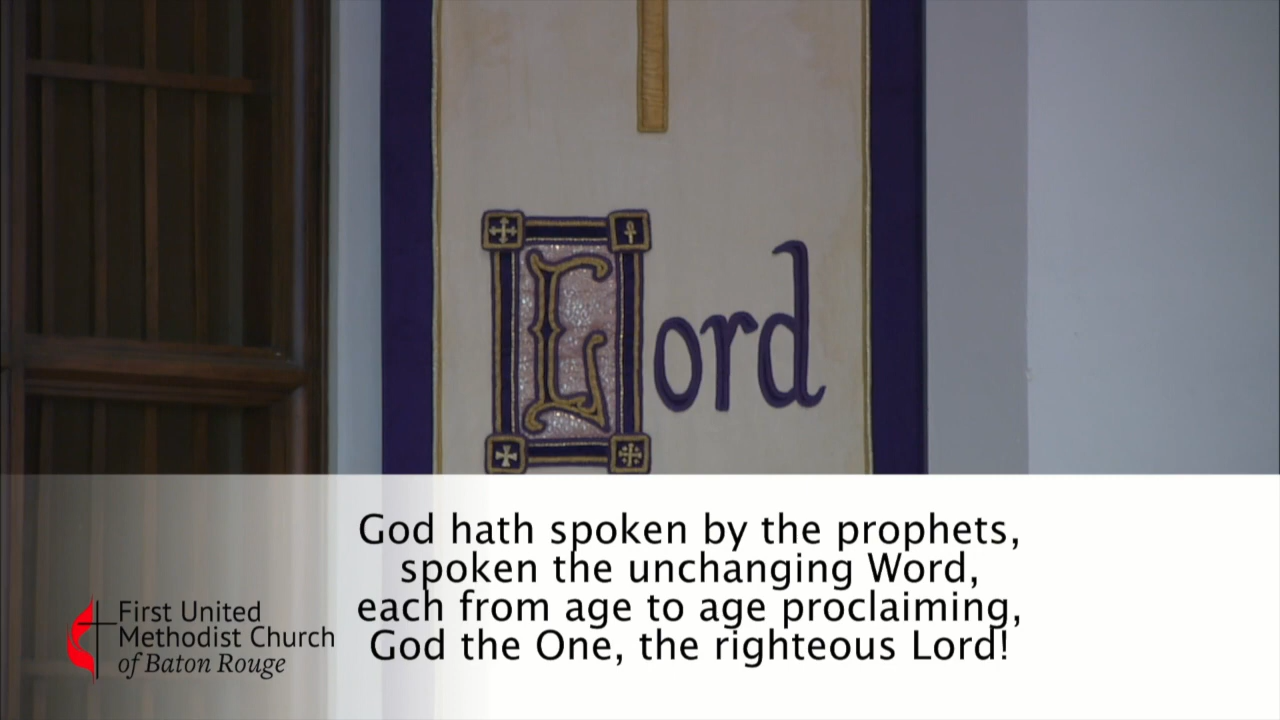 Lord
God hath spoken by the prophets,
spoken the unchanging Word,
each from age to age proclaiming,
God the One, the righteous Lord!
First United
Methodist Church
of Baton Rouge